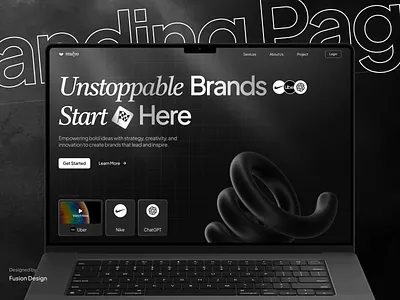 anding Pag
Services About Us Project Login
Unstoppable Brands Uber
Start Here
Empowering bold ideas with strategy, creativity, and
innovation to create brands that lead and inspire.
Get Started Learn More
Uber Nike ChatGPT
Designed by
Fusion Design